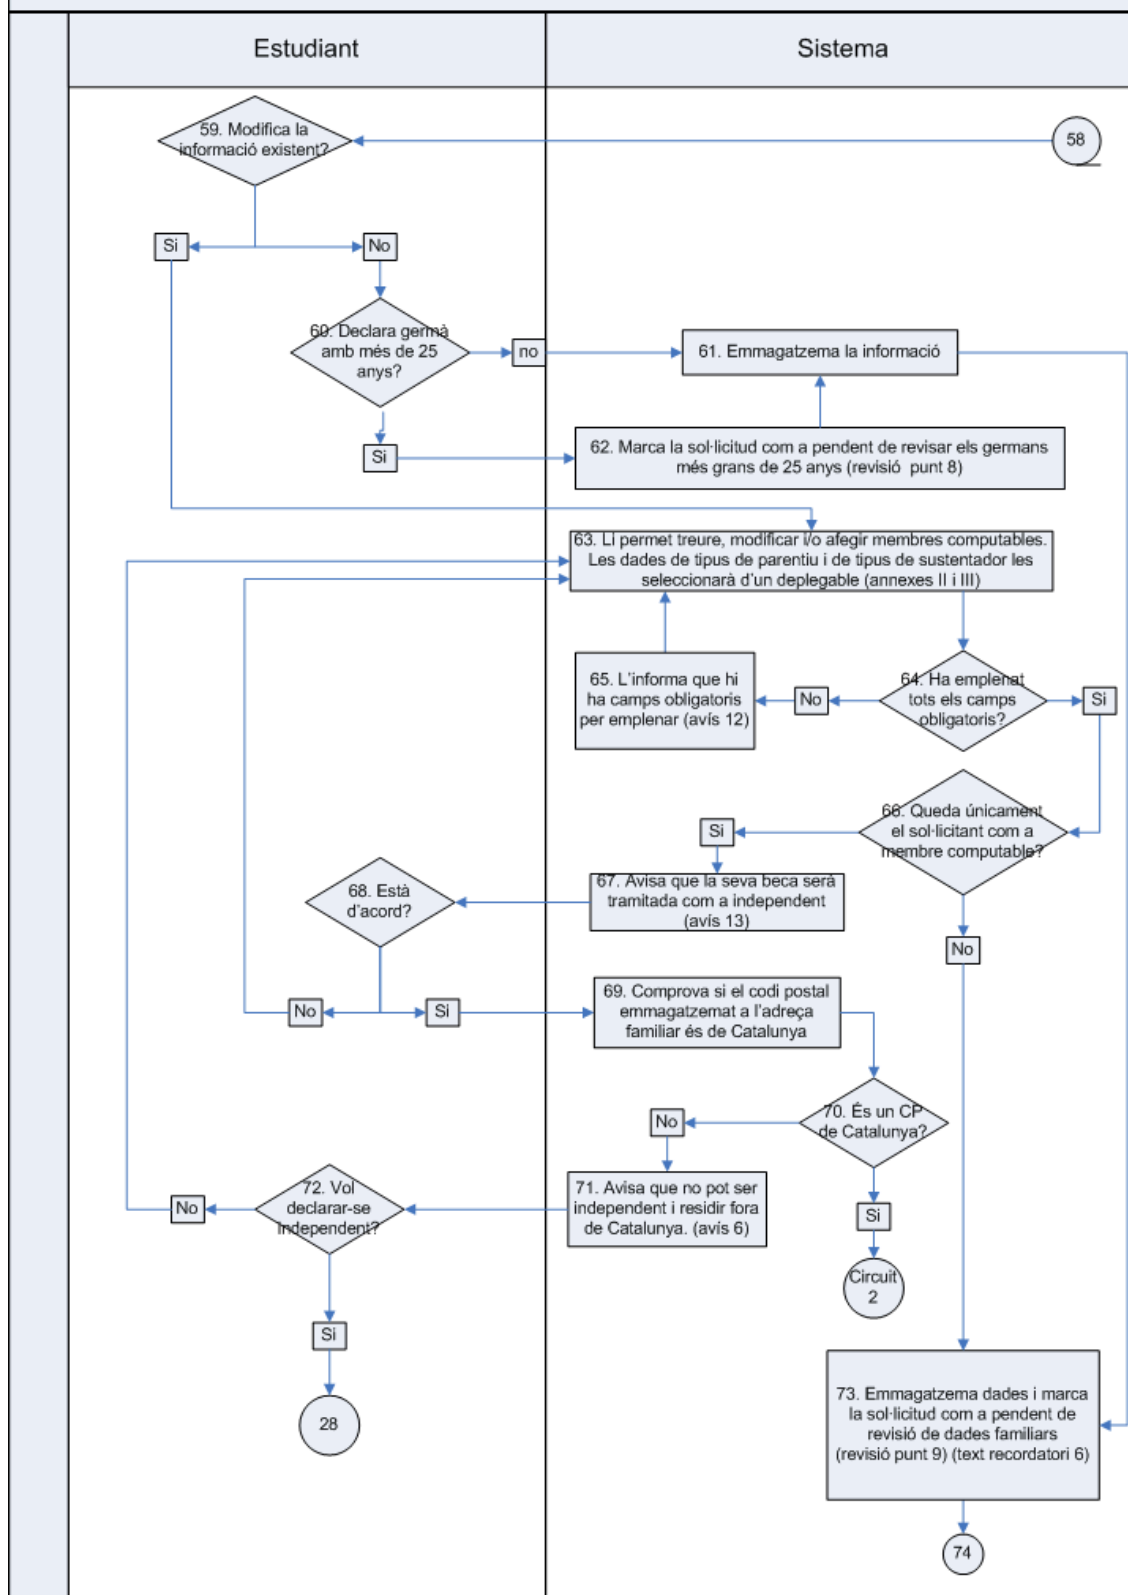 Estudiant
Sistema
59. Modifica la
informació existent?
58
Si
No
60. Declara germà
amb més de 25
anys?
no
61. Emmagatzema la informació
Si
62. Marca la sol·licitud com a pendent de revisar els germans
més grans de 25 anys (revisió punt 8)
63. Li permet treure, modificar i/o afegir membres computables.
Les dades de tipus de parentiu i de tipus de sustentador les
seleccionarà d'un deplegable (annexes II i III)
65. L'informa que hi
ha camps obligatoris
per emplenar (avís 12)
No
64. Ha emplenat
tots els camps
obligatoris?
Si
66. Queda únicament
el sol·licitant com a
membre computable?
Si
67. Avisa que la seva beca serà
tramitada com a independent
(avís 13)
68. Està
d'acord?
No
No
Si
69. Comprova si el codi postal
emmagatzemat a l'adreça
familiar és de Catalunya
70. És un CP
de Catalunya?
No
71. Avisa que no pot ser
independent i residir fora
de Catalunya. (avís 6)
72. Vol
declarar-se
independent?
No
Si
Circuit
2
Si
28
73. Emmagatzema dades i marca
la sol·licitud com a pendent de
revisió de dades familiars
(revisió punt 9) (text recordatori 6)
74